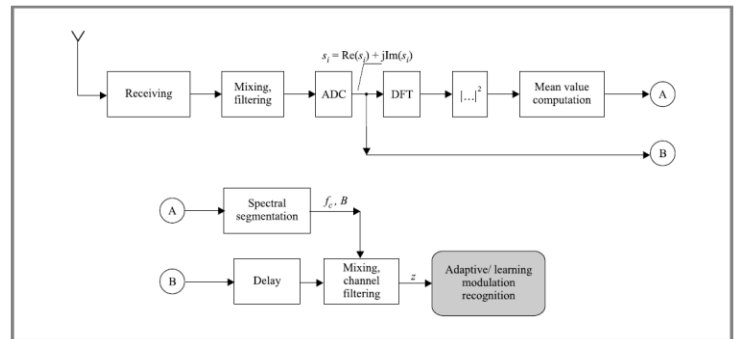 s_i = Re(s_i) + jIm(s_i)
Receiving
Mixing,
filtering
ADC
DFT
|...|²
Mean value
computation
A
B
A
Spectral
segmentation
f_c, B
B
Delay
Mixing,
channel
filtering
z
Adaptive/ learning
modulation
recognition